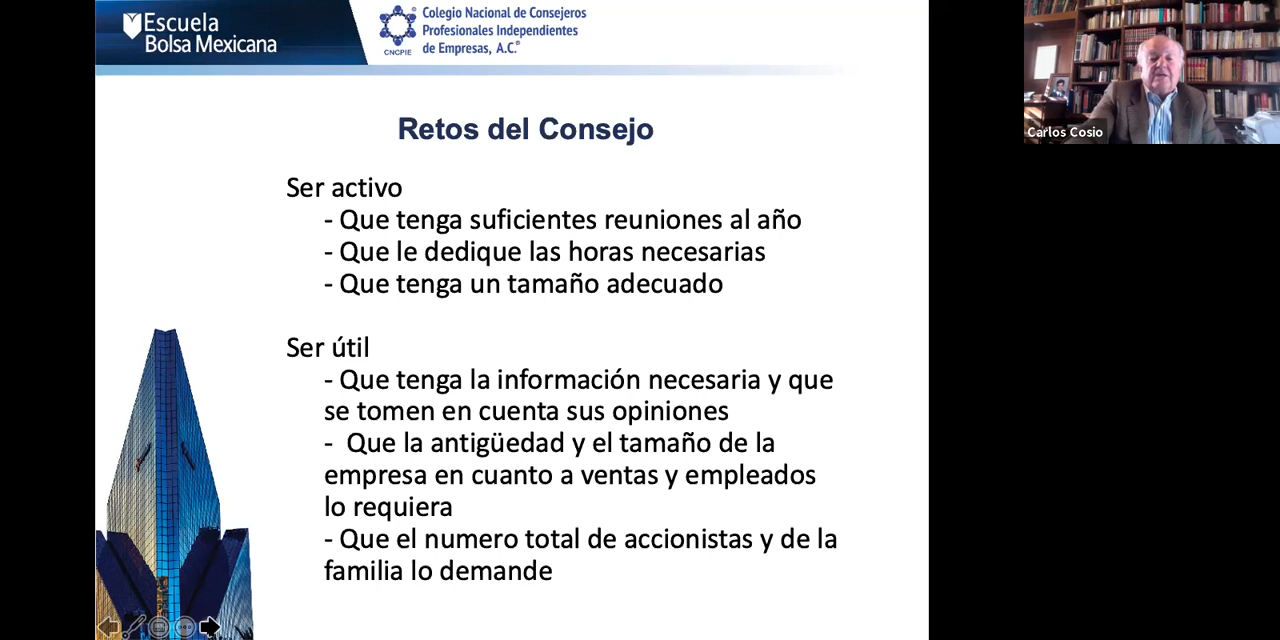 Escuela
Bolsa Mexicana
CNCPIE
Colegio Nacional de Consejeros
Profesionales Independientes
de Empresas, A.C.®
Carlos Cosio
Retos del Consejo
Ser activo
- Que tenga suficientes reuniones al año
- Que le dedique las horas necesarias
- Que tenga un tamaño adecuado
Ser útil
- Que tenga la información necesaria y que
se tomen en cuenta sus opiniones
- Que la antigüedad y el tamaño de la
empresa en cuanto a ventas y empleados
lo requiera
- Que el numero total de accionistas y de la
familia lo demande